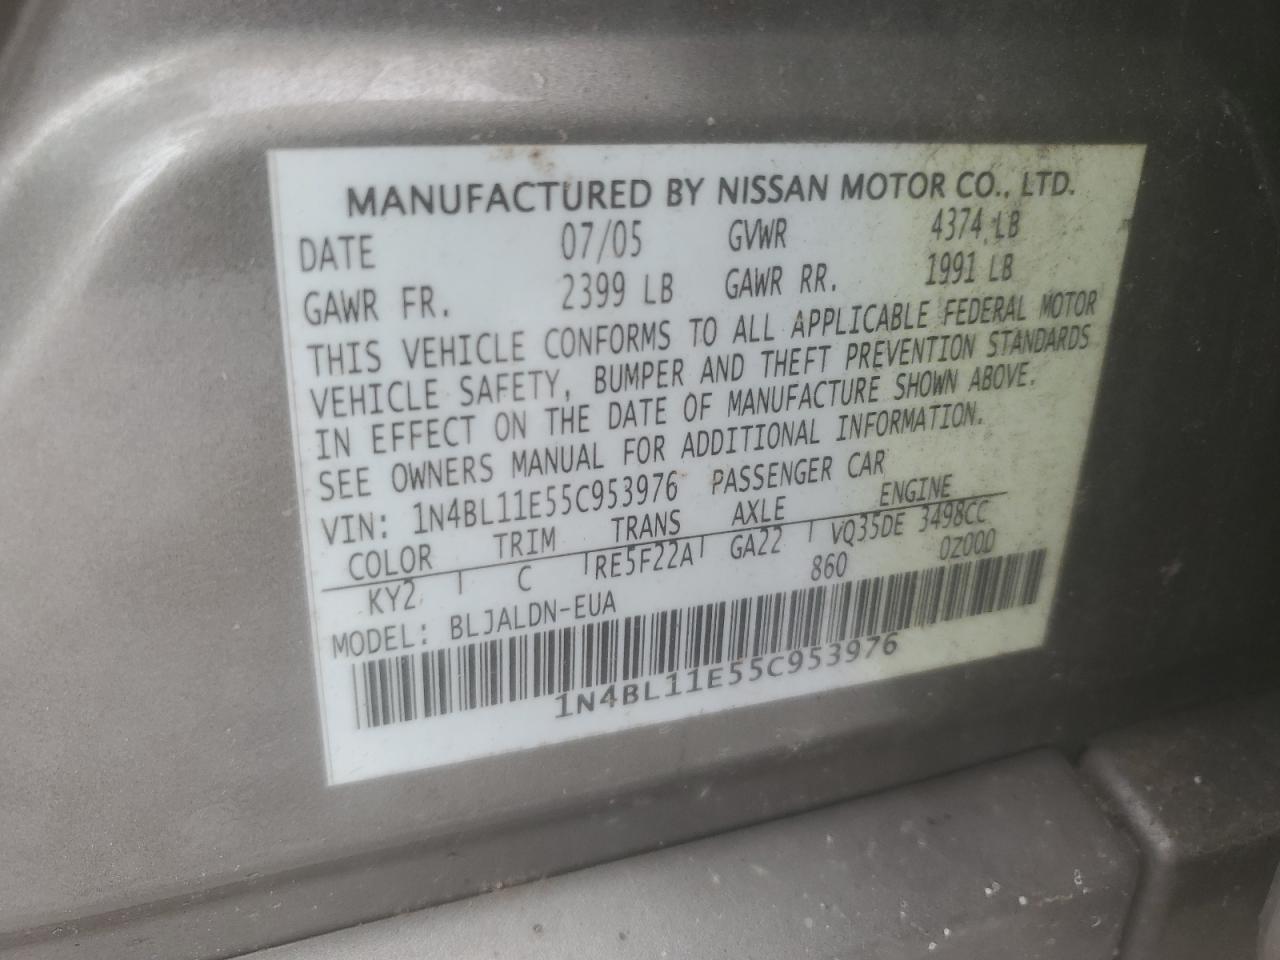 MANUFACTURED BY NISSAN MOTOR CO., LTD.
DATE 07/05 GVWR 4374 LB
GAWR FR. 2399 LB GAWR RR. 1991 LB
THIS VEHICLE CONFORMS TO ALL APPLICABLE FEDERAL MOTOR
VEHICLE SAFETY, BUMPER AND THEFT PREVENTION STANDARDS
IN EFFECT ON THE DATE OF MANUFACTURE SHOWN ABOVE.
SEE OWNERS MANUAL FOR ADDITIONAL INFORMATION.
VIN: 1N4BL11E55C953976 PASSENGER CAR
COLOR TRIM TRANS AXLE ENGINE
KY2 C RE5F22A GA22 VQ35DE 3498CC
MODEL: BLJALDN-EUA 860 0Z000
1N4BL11E55C953976